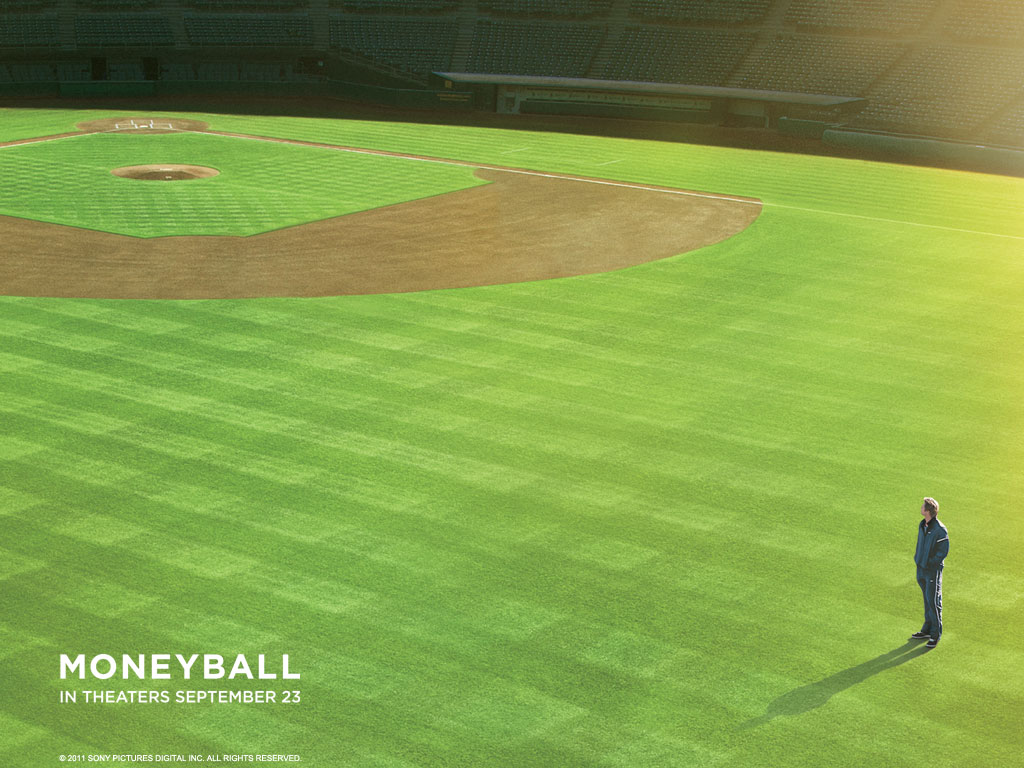 MONEYBALL
IN THEATERS SEPTEMBER 23
© 2011 SONY PICTURES DIGITAL INC. ALL RIGHTS RESERVED.